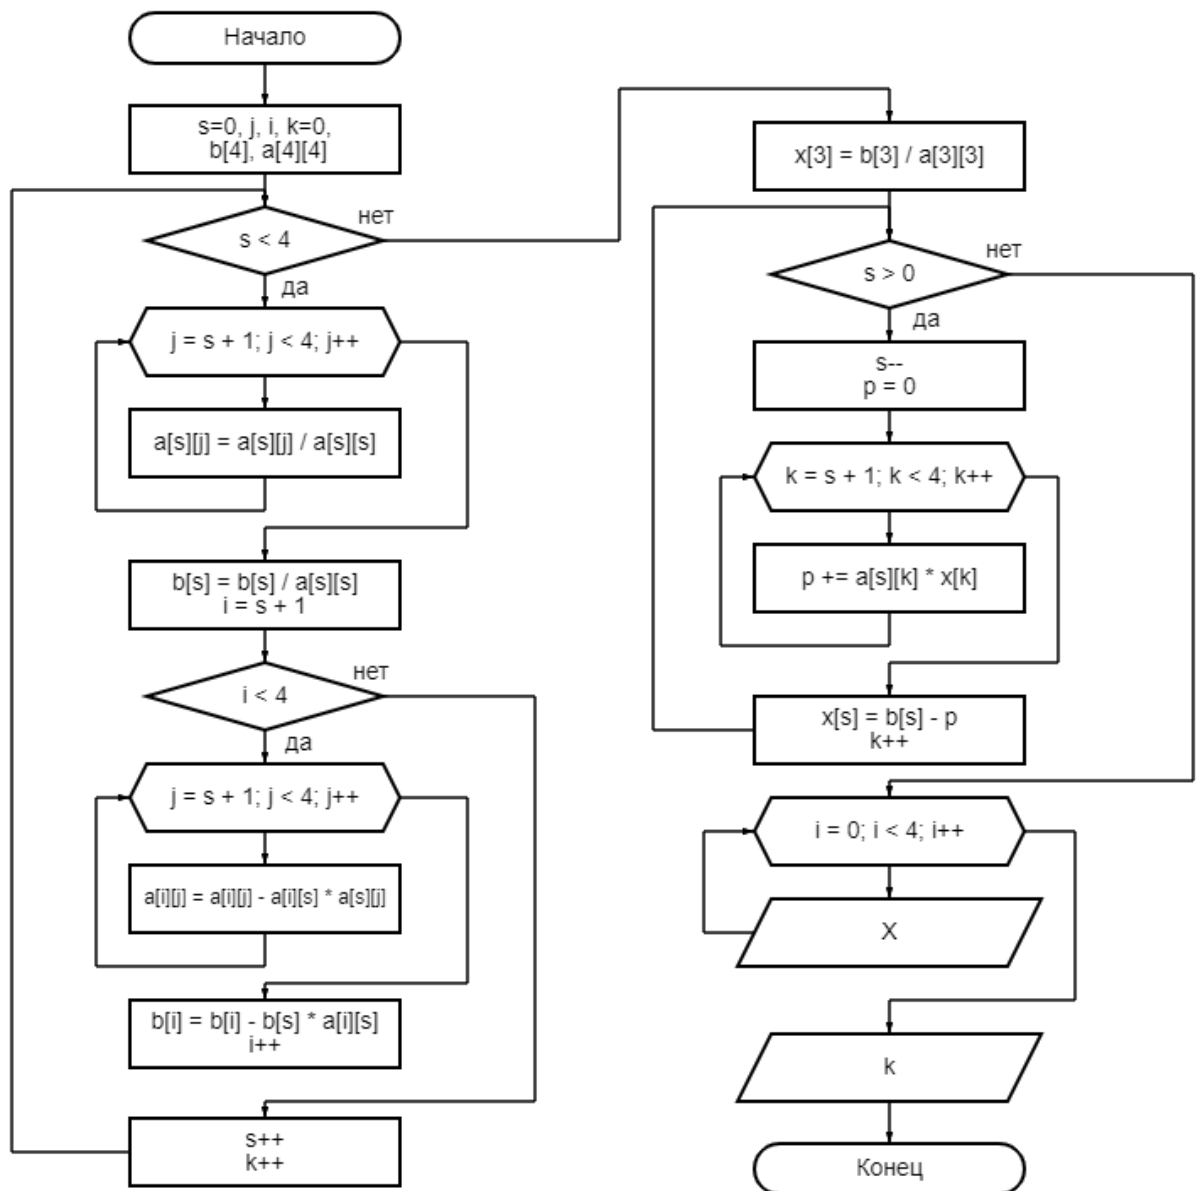 Начало
s=0, j, i, k=0,
b[4], a[4][4]
s < 4
нет
да
j = s + 1; j < 4; j++
a[s][j] = a[s][j] / a[s][s]
b[s] = b[s] / a[s][s]
i = s + 1
i < 4
нет
да
j = s + 1; j < 4; j++
a[i][j] = a[i][j] - a[i][s] * a[s][j]
b[i] = b[i] - b[s] * a[i][s]
i++
s++
k++
x[3] = b[3] / a[3][3]
s > 0
нет
да
s--
p = 0
k = s + 1; k < 4; k++
p += a[s][k] * x[k]
x[s] = b[s] - p
k++
i = 0; i < 4; i++
X
k
Конец